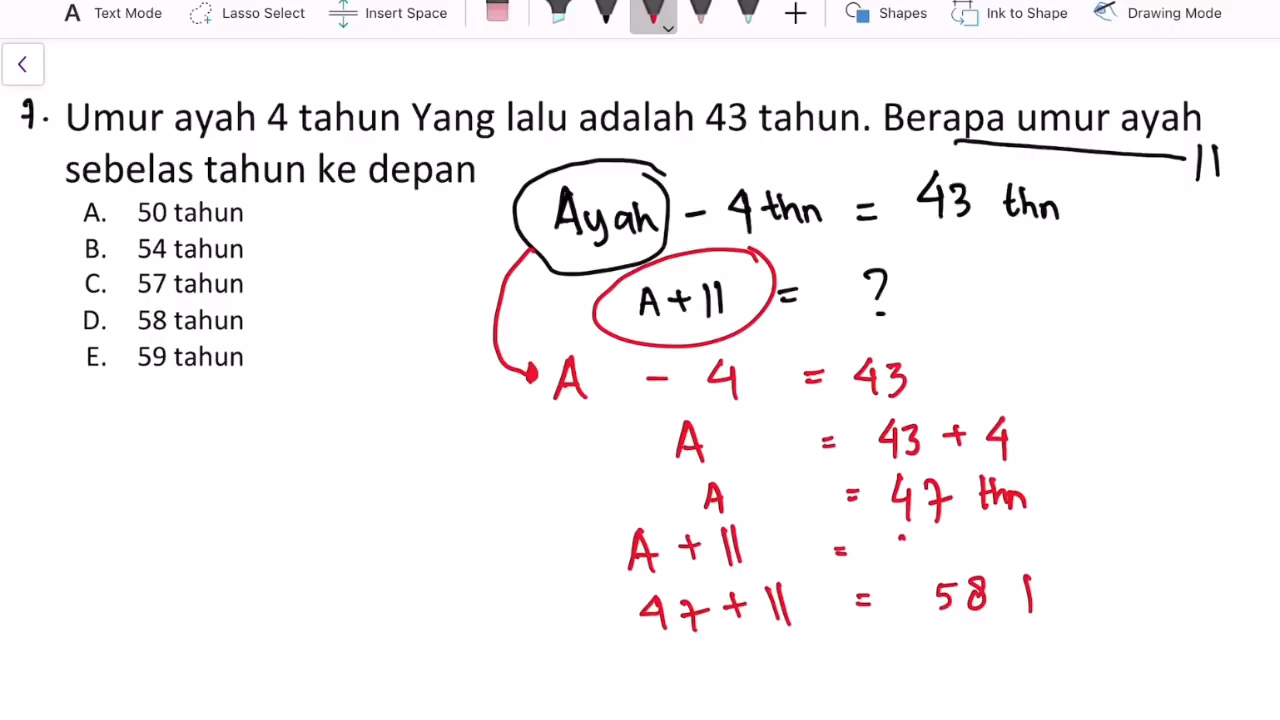 Text Mode Lasso Select Insert Space Shapes Ink to Shape Drawing Mode
7. Umur ayah 4 tahun Yang lalu adalah 43 tahun. Berapa umur ayah
sebelas tahun ke depan
11
A. 50 tahun
B. 54 tahun
C. 57 tahun
D. 58 tahun
E. 59 tahun
Ayah - 4 thn = 43 thn
A + 11 = ?
A - 4 = 43
A = 43 + 4
A = 47 thn
A + 11 =
47 + 11 = 58